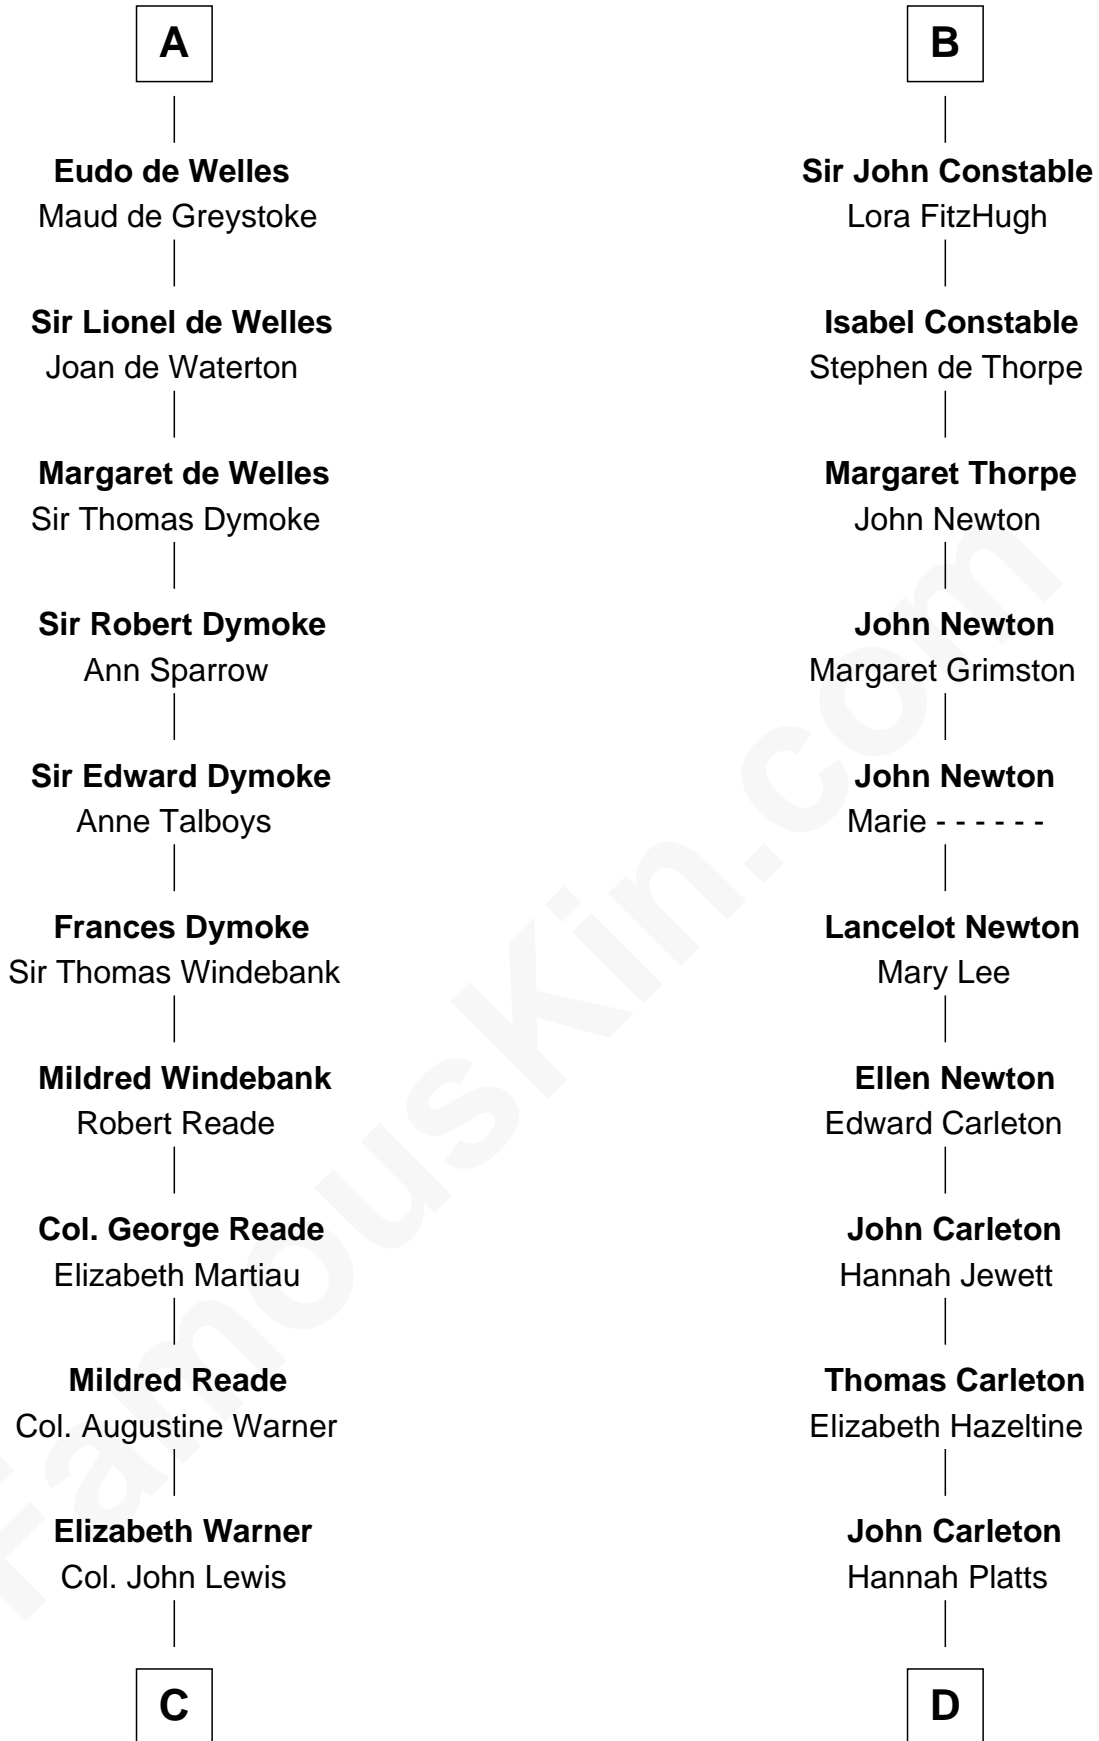 A
Eudo de Welles
Maud de Greystoke
Sir Lionel de Welles
Joan de Waterton
Margaret de Welles
Sir Thomas Dymoke
Sir Robert Dymoke
Ann Sparrow
Sir Edward Dymoke
Anne Talboys
Frances Dymoke
Sir Thomas Windebank
Mildred Windebank
Robert Reade
Col. George Reade
Elizabeth Martiau
Mildred Reade
Col. Augustine Warner
Elizabeth Warner
Col. John Lewis
C
B
Sir John Constable
Lora FitzHugh
Isabel Constable
Stephen de Thorpe
Margaret Thorpe
John Newton
John Newton
Margaret Grimston
John Newton
Marie - - - - - -
Lancelot Newton
Mary Lee
Ellen Newton
Edward Carleton
John Carleton
Hannah Jewett
Thomas Carleton
Elizabeth Hazeltine
John Carleton
Hannah Platts
D
FamousKin.com